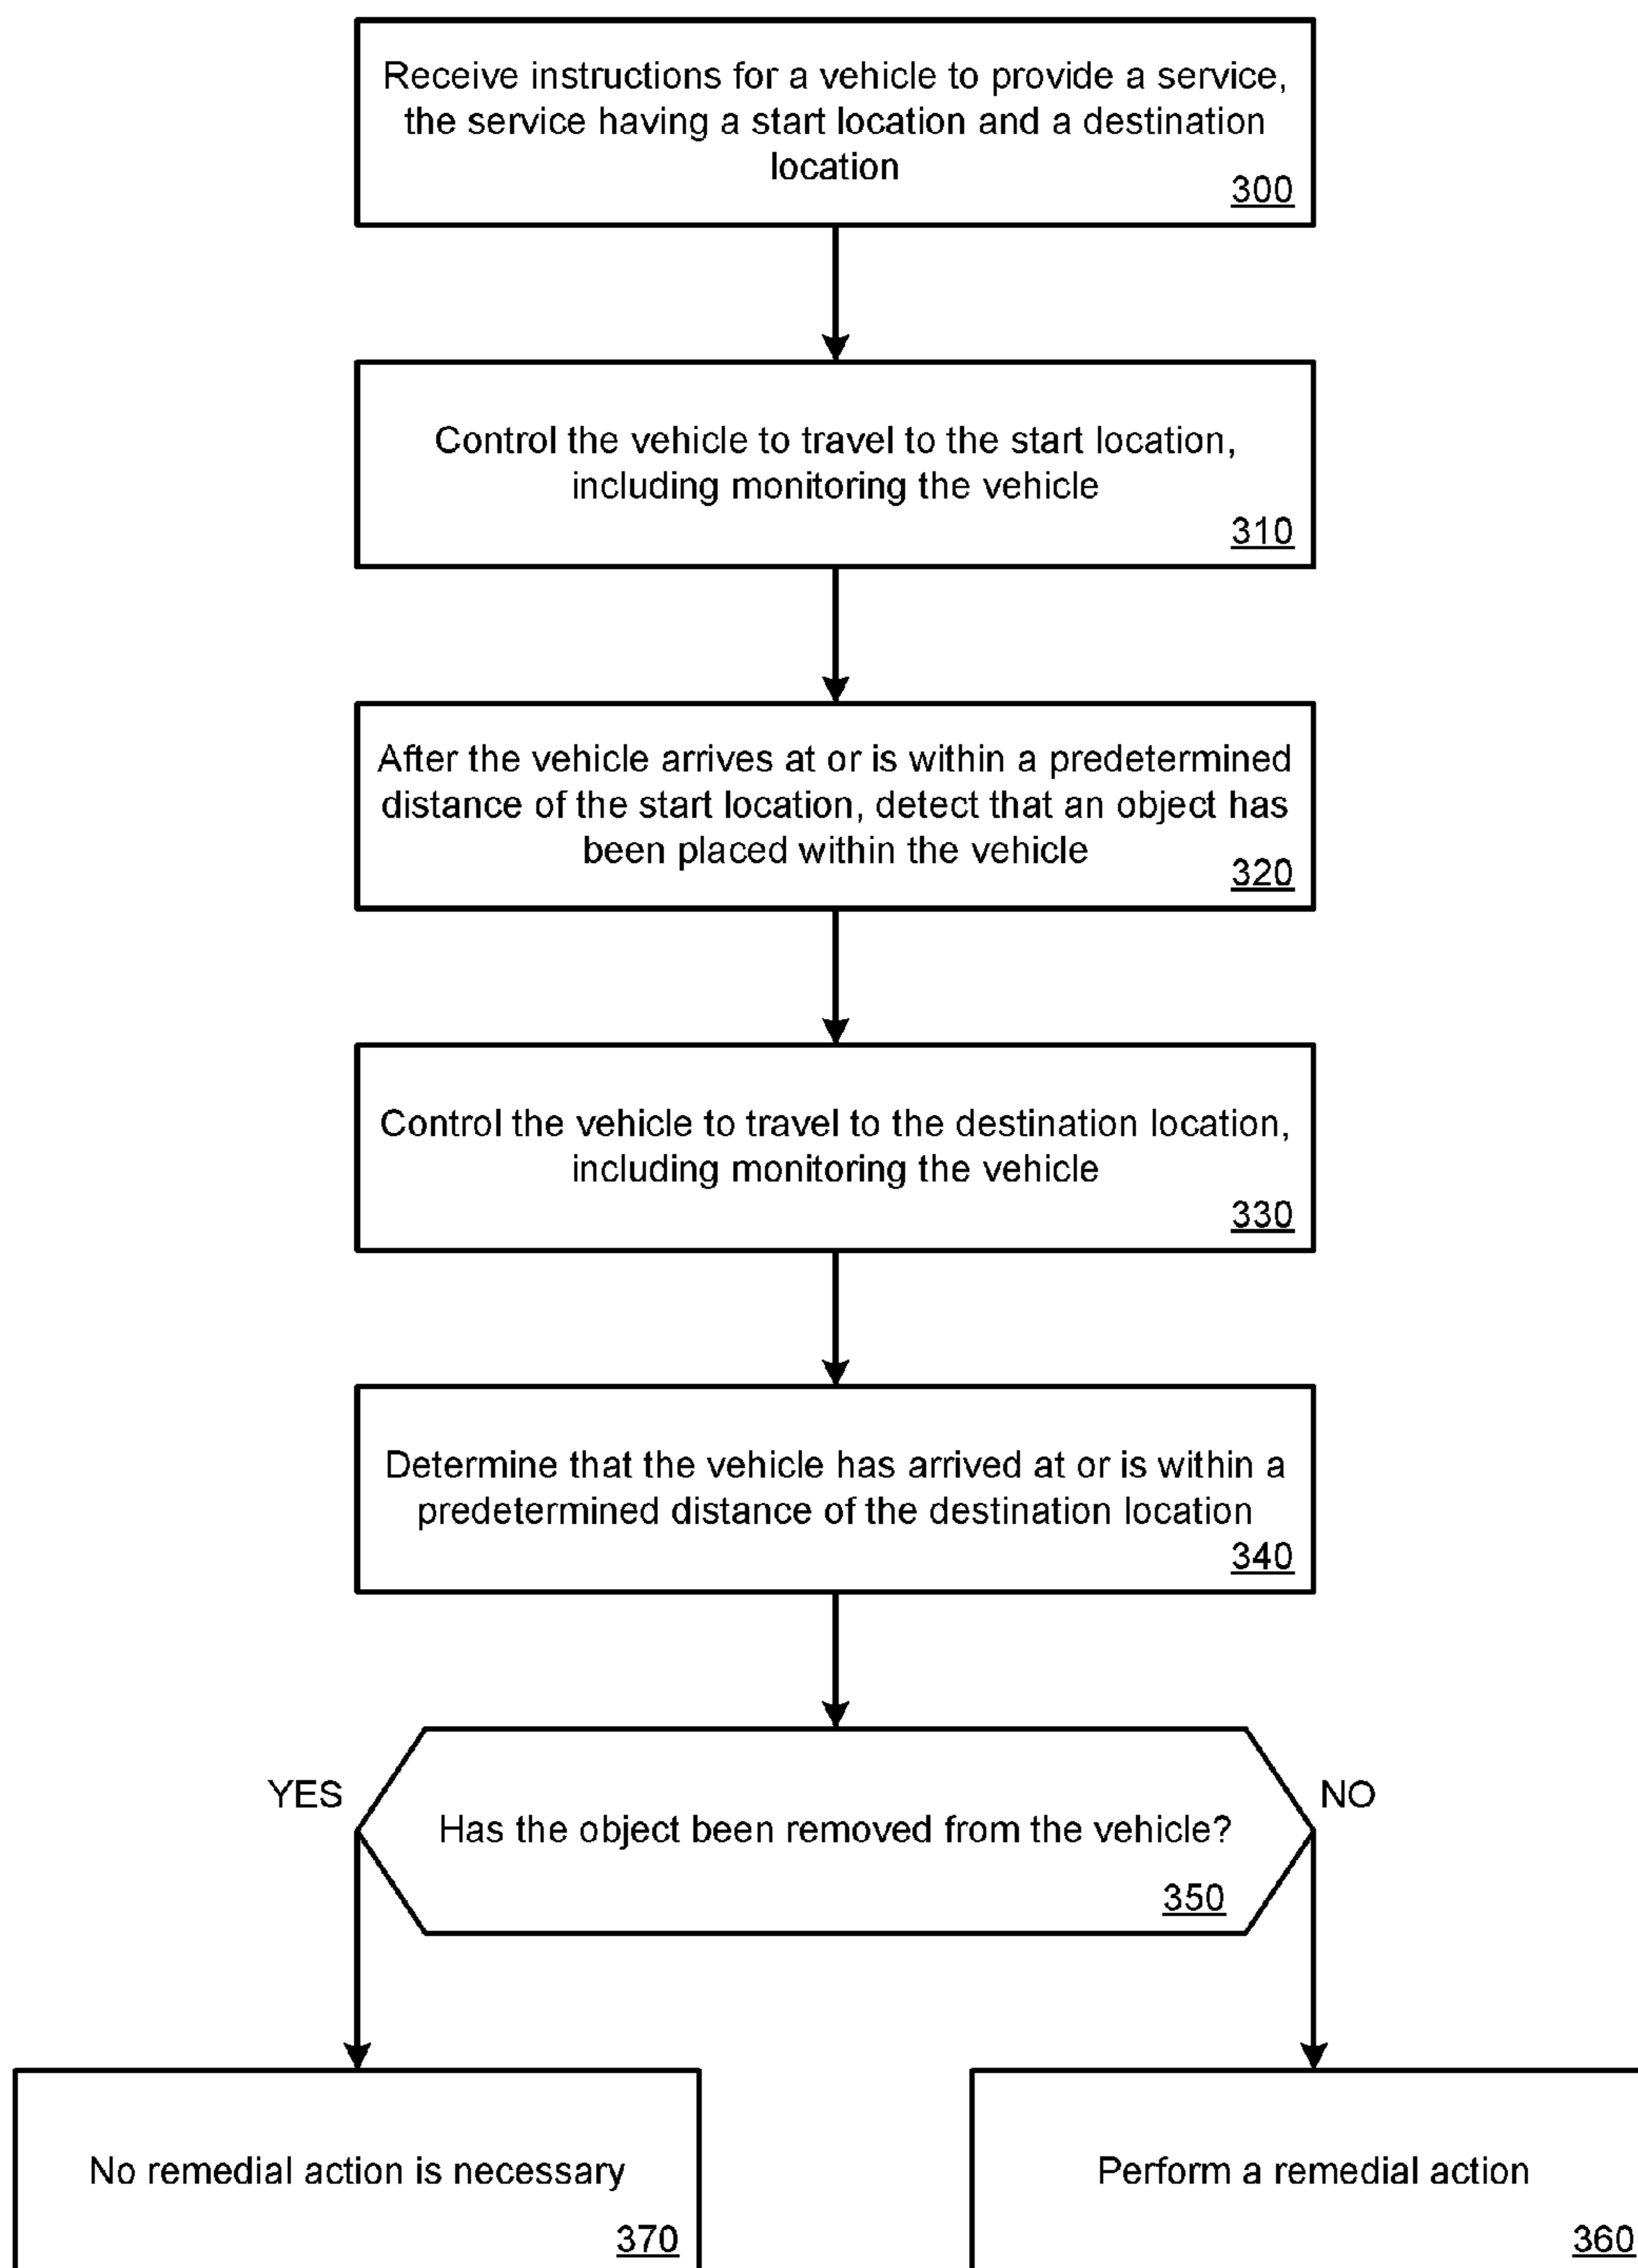 Receive instructions for a vehicle to provide a service,
the service having a start location and a destination
location
300
Control the vehicle to travel to the start location,
including monitoring the vehicle
310
After the vehicle arrives at or is within a predetermined
distance of the start location, detect that an object has
been placed within the vehicle
320
Control the vehicle to travel to the destination location,
including monitoring the vehicle
330
Determine that the vehicle has arrived at or is within a
predetermined distance of the destination location
340
YES
NO
Has the object been removed from the vehicle?
350
No remedial action is necessary
370
Perform a remedial action
360